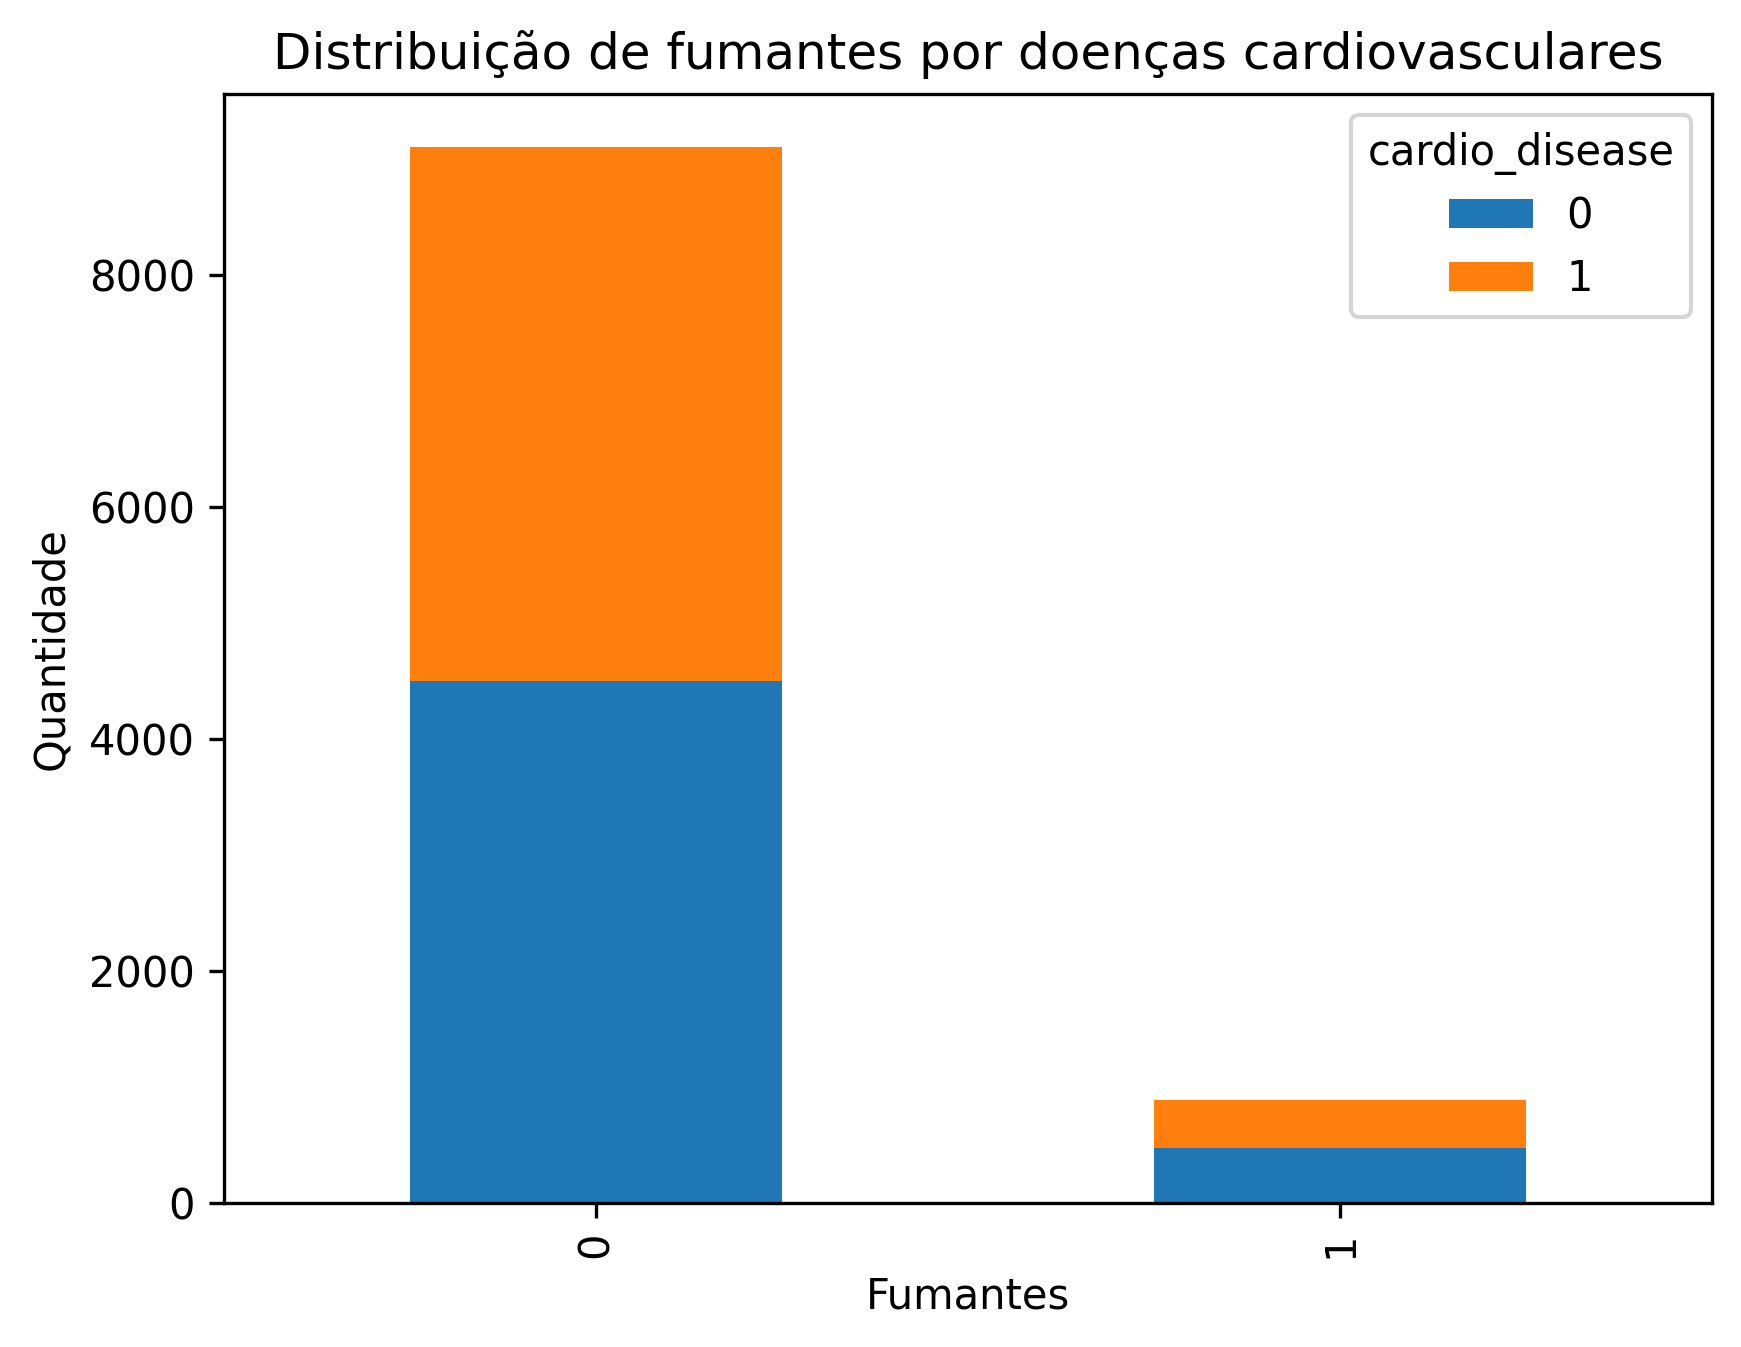 Distribuição de fumantes por doenças cardiovasculares
cardio_disease
0
1
8000
6000
4000
2000
0
Quantidade
0
1
Fumantes